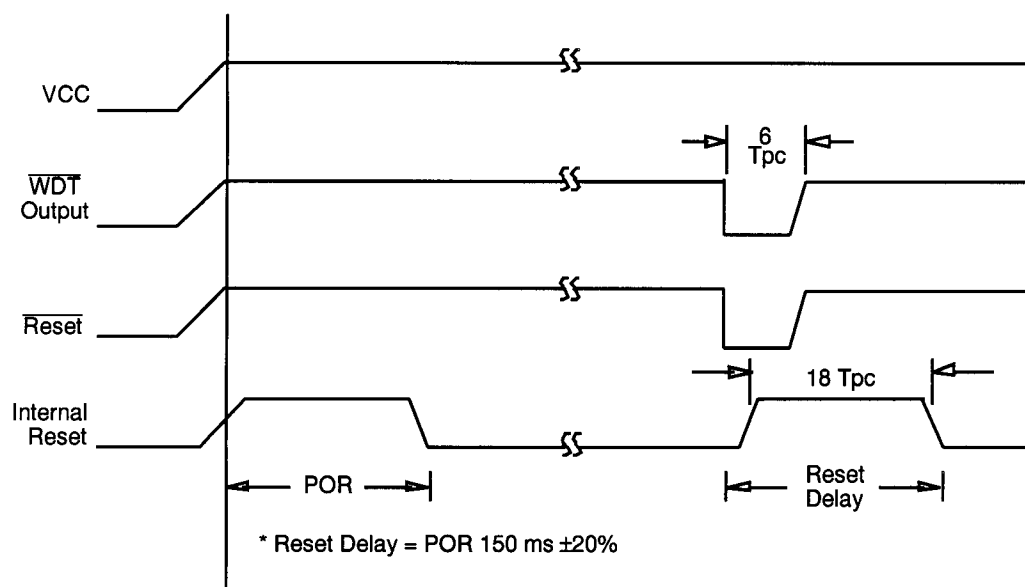 VCC
6
Tpc
WDT
Output
Reset
18 Tpc
Internal
Reset
POR
Reset
Delay
* Reset Delay = POR 150 ms ±20%